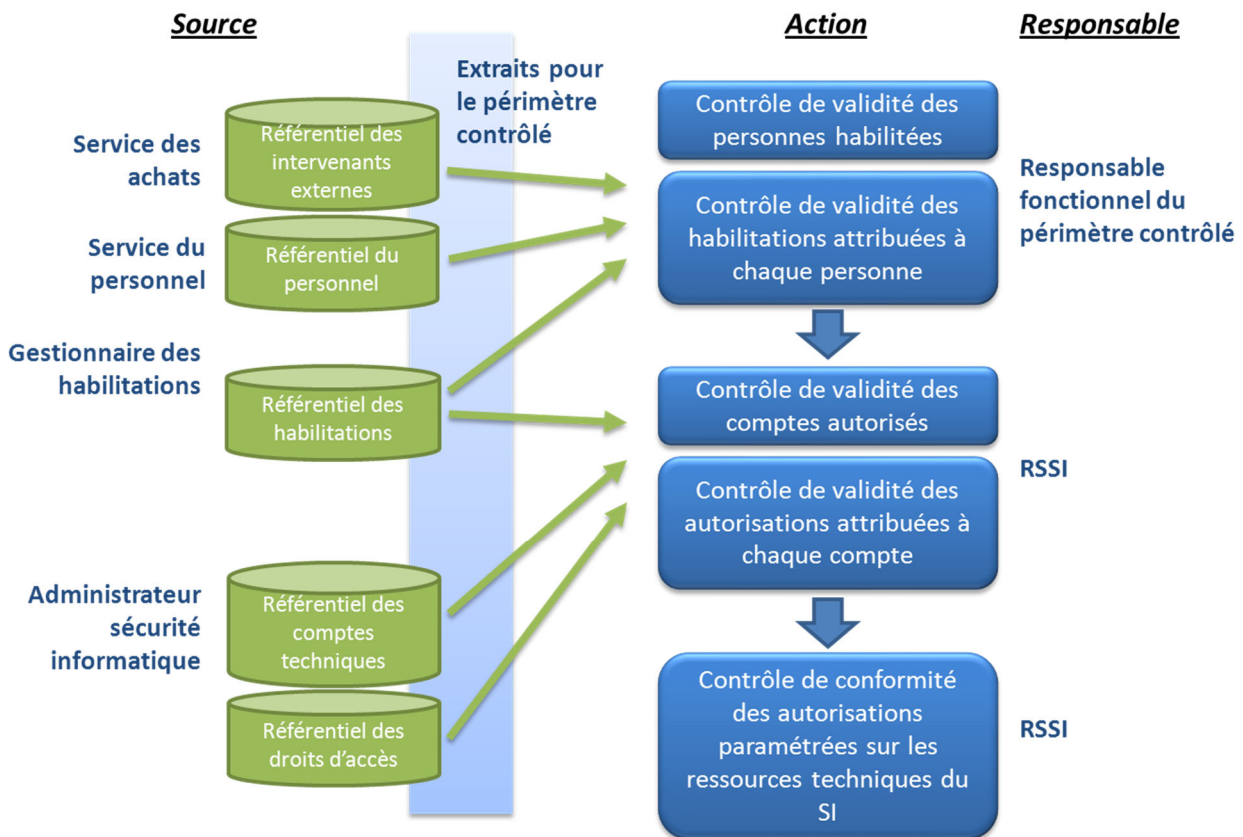 Source
Action
Responsable
Extraits pour
le périmètre
contrôlé
Service des
achats
Référentiel des
intervenants
externes
Service du
personnel
Référentiel du
personnel
Gestionnaire des
habilitations
Référentiel des
habilitations
Administrateur
sécurité
informatique
Référentiel des
comptes
techniques
Référentiel des
droits d'accès
Contrôle de validité des
personnes habilitées
Contrôle de validité des
habilitations attribuées à
chaque personne
Responsable
fonctionnel du
périmètre contrôlé
Contrôle de validité des
comptes autorisés
Contrôle de validité des
autorisations attribuées à
chaque compte
RSSI
Contrôle de conformité
des autorisations
paramétrées sur les
ressources techniques du
SI
RSSI